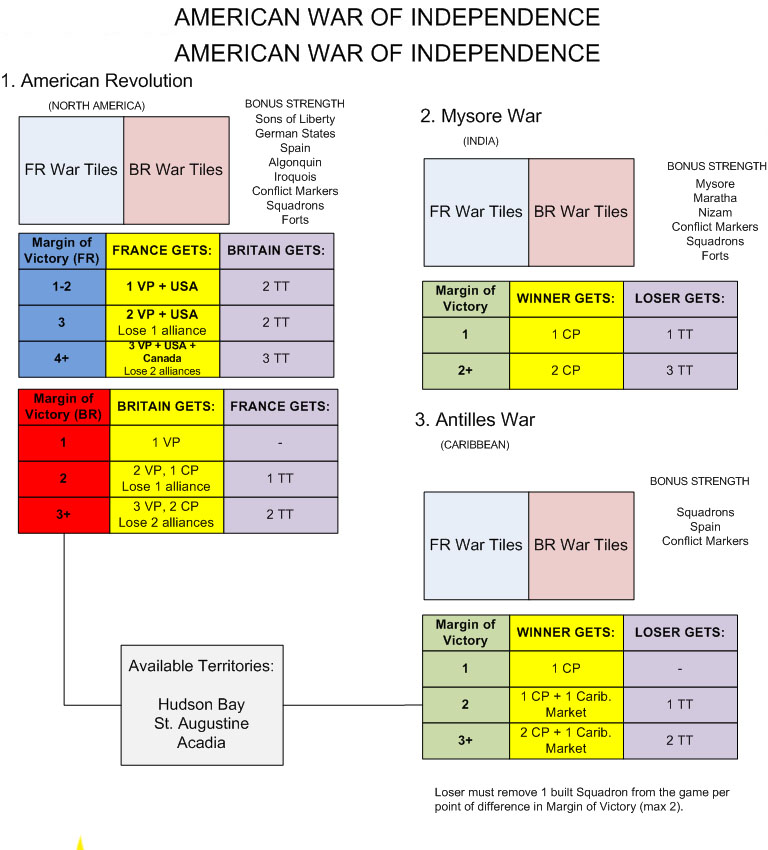 AMERICAN WAR OF INDEPENDENCE
AMERICAN WAR OF INDEPENDENCE
1. American Revolution
(NORTH AMERICA)
FR War Tiles
BR War Tiles
BONUS STRENGTH
Sons of Liberty
German States
Spain
Algonquin
Iroquois
Conflict Markers
Squadrons
Forts
Margin of
Victory (FR)
FRANCE GETS:
BRITAIN GETS:
1-2
1 VP + USA
2 TT
3
2 VP + USA
Lose 1 alliance
2 TT
4+
3 VP + USA +
Canada
Lose 2 alliances
3 TT
Margin of
Victory (BR)
BRITAIN GETS:
FRANCE GETS:
1
1 VP
-
2
2 VP, 1 CP
Lose 1 alliance
1 TT
3+
3 VP, 2 CP
Lose 2 alliances
2 TT
Available Territories:
Hudson Bay
St. Augustine
Acadia
2. Mysore War
(INDIA)
FR War Tiles
BR War Tiles
BONUS STRENGTH
Mysore
Maratha
Nizam
Conflict Markers
Squadrons
Forts
Margin of
Victory
WINNER GETS:
LOSER GETS:
1
1 CP
1 TT
2+
2 CP
3 TT
3. Antilles War
(CARIBBEAN)
FR War Tiles
BR War Tiles
BONUS STRENGTH
Squadrons
Spain
Conflict Markers
Margin of
Victory
WINNER GETS:
LOSER GETS:
1
1 CP
-
2
1 CP + 1 Carib.
Market
1 TT
3+
2 CP + 1 Carib.
Market
2 TT
Loser must remove 1 built Squadron from the game per
point of difference in Margin of Victory (max 2).